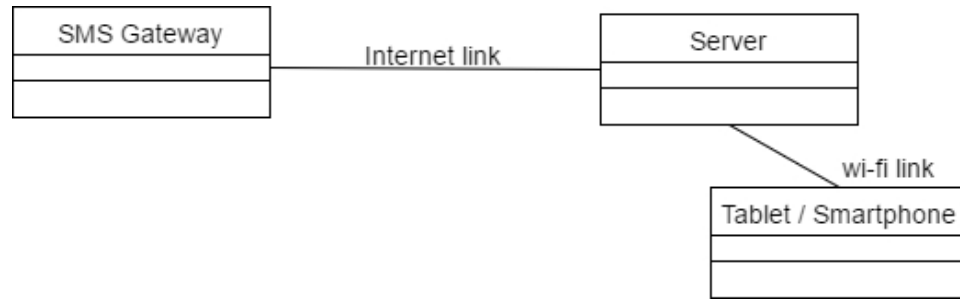 SMS Gateway
Internet link
Server
wi-fi link
Tablet / Smartphone